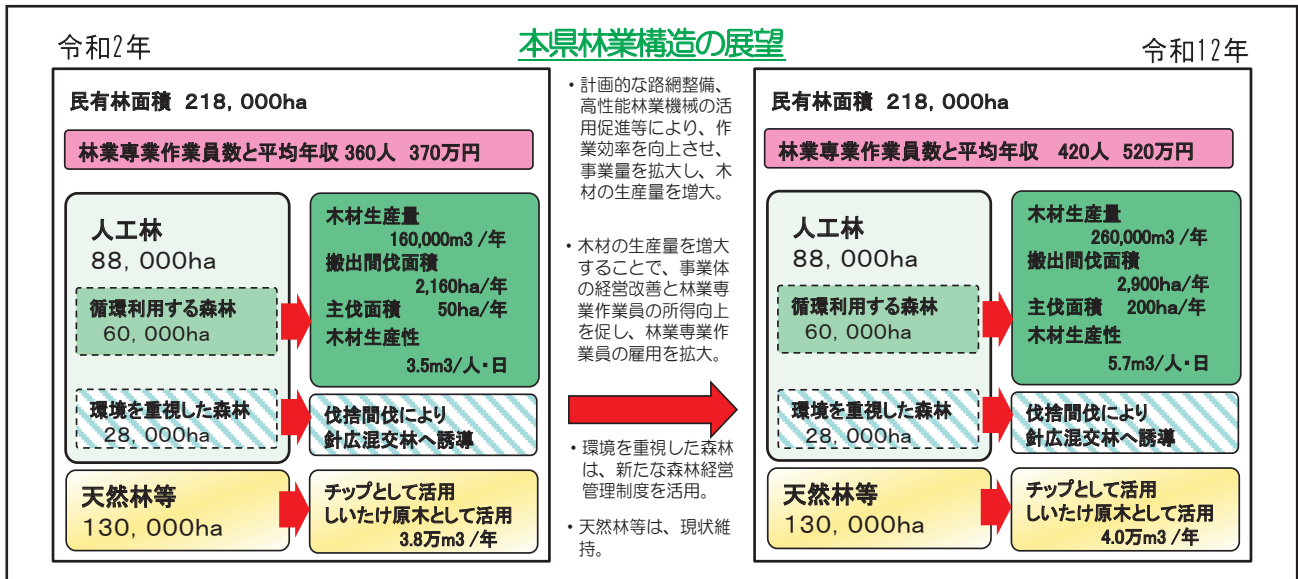 令和2年
本県林業構造の展望
令和12年
民有林面積 218,000ha
林業専業作業員数と平均年収 360人 370万円
人工林
88,000ha
循環利用する森林
60,000ha
環境を重視した森林
28,000ha
木材生産量
160,000m3 /年
搬出間伐面積
2,160ha/年
主伐面積 50ha/年
木材生産性
3.5m3/人・日
伐捨間伐により
針広混交林へ誘導
天然林等
130,000ha
チップとして活用
しいたけ原木として活用
3.8万m3 /年
・計画的な路網整備、
高性能林業機械の活
用促進等により、作
業効率を向上させ、
事業量を拡大し、木
材の生産量を増大。
・木材の生産量を増大
することで、事業体
の経営改善と林業専
業作業員の所得向上
を促し、林業専業作
業員の雇用を拡大。
・環境を重視した森林
は、新たな森林経営
管理制度を活用。
・天然林等は、現状維
持。
民有林面積 218,000ha
林業専業作業員数と平均年収 420人 520万円
人工林
88,000ha
循環利用する森林
60,000ha
環境を重視した森林
28,000ha
木材生産量
260,000m3 /年
搬出間伐面積
2,900ha/年
主伐面積 200ha/年
木材生産性
5.7m3/人・日
伐捨間伐により
針広混交林へ誘導
天然林等
130,000ha
チップとして活用
しいたけ原木として活用
4.0万m3 /年